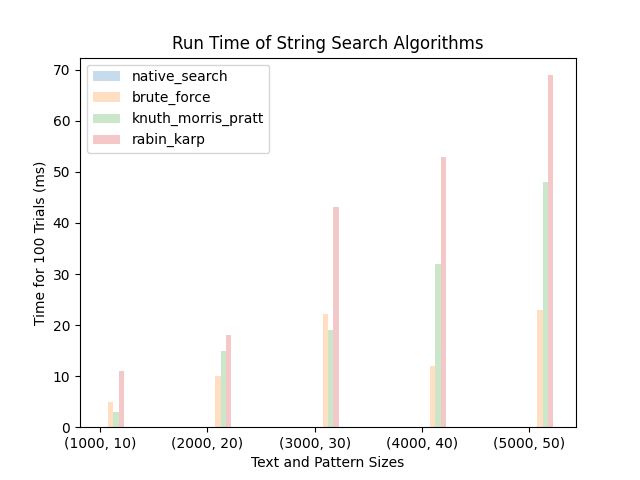 Run Time of String Search Algorithms
native_search
brute_force
knuth_morris_pratt
rabin_karp
Time for 100 Trials (ms)
70
60
50
40
30
20
10
0
(1000, 10) (2000, 20) (3000, 30) (4000, 40) (5000, 50)
Text and Pattern Sizes